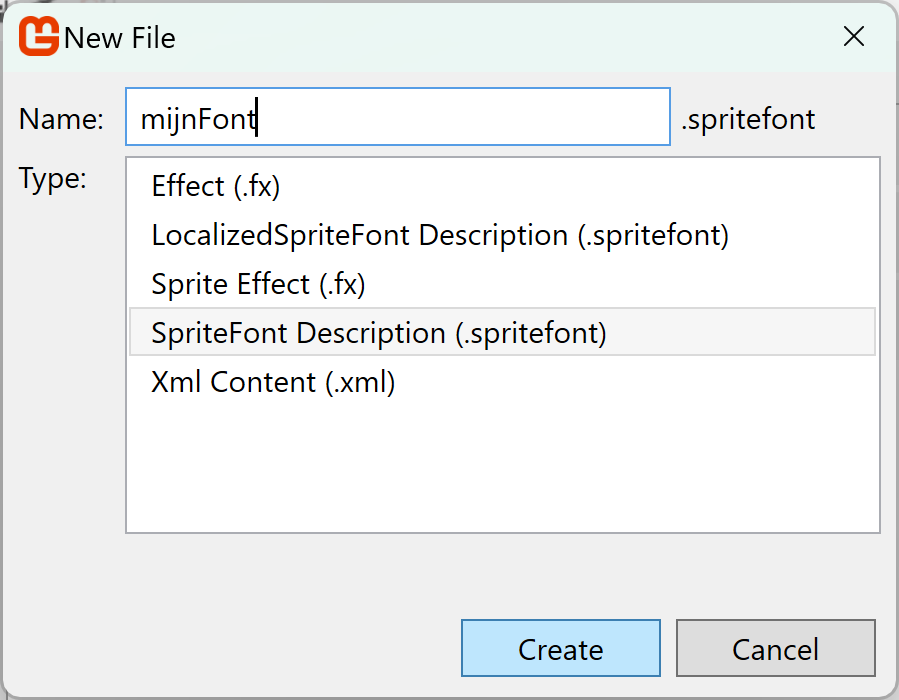 New File
Name: mijnFont .spritefont
Type:
Effect (.fx)
LocalizedSpriteFont Description (.spritefont)
Sprite Effect (.fx)
SpriteFont Description (.spritefont)
Xml Content (.xml)
Create Cancel